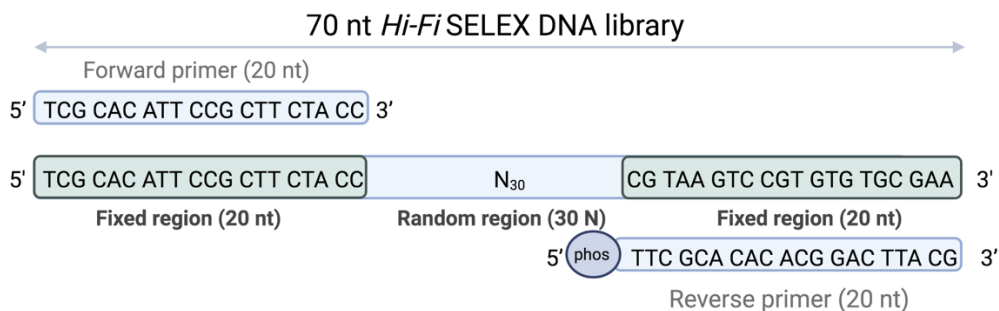 70 nt Hi-Fi SELEX DNA library
Forward primer (20 nt)
5’ TCG CAC ATT CCG CTT CTA CC 3’
5' TCG CAC ATT CCG CTT CTA CC N₃₀ CG TAA GTC CGT GTG TGC GAA 3'
Fixed region (20 nt) Random region (30 N) Fixed region (20 nt)
5’ phos TTC GCA CAC ACG GAC TTA CG 3’
Reverse primer (20 nt)